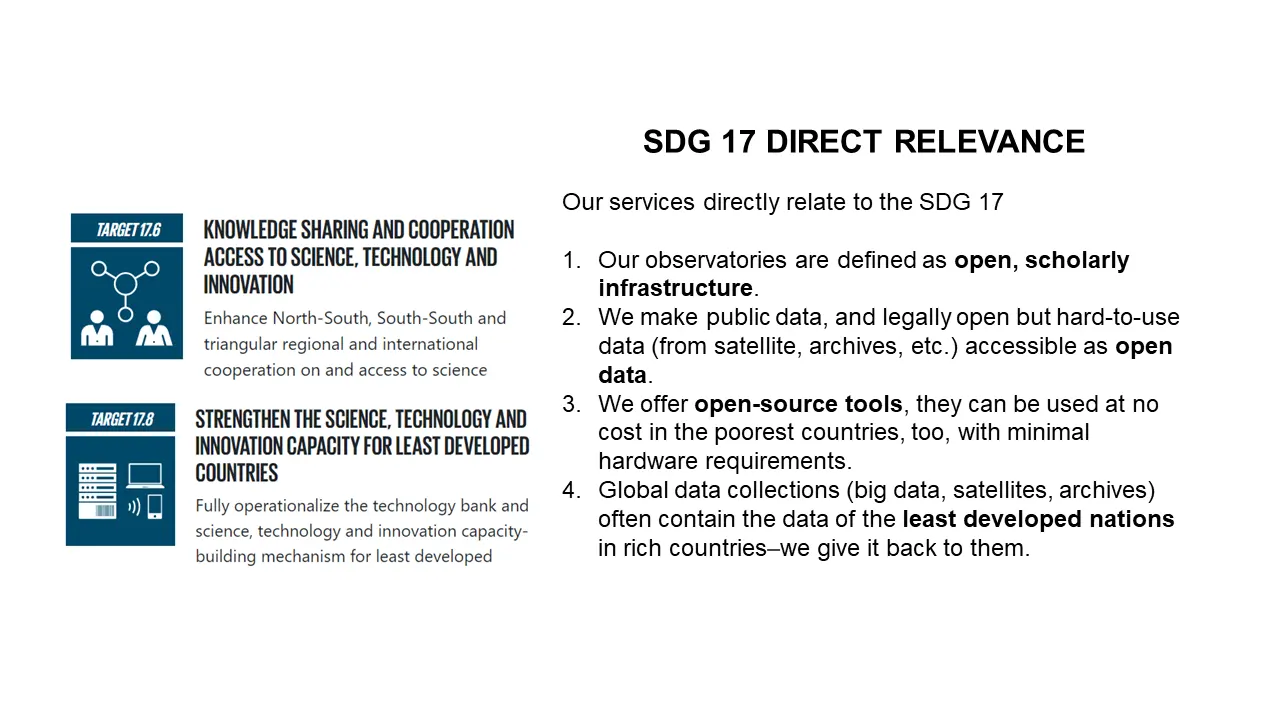 SDG 17 DIRECT RELEVANCE
TARGET 17.6
KNOWLEDGE SHARING AND COOPERATION
ACCESS TO SCIENCE, TECHNOLOGY AND
INNOVATION
Enhance North-South, South-South and
triangular regional and international
cooperation on and access to science
TARGET 17.8
STRENGTHEN THE SCIENCE, TECHNOLOGY AND
INNOVATION CAPACITY FOR LEAST DEVELOPED
COUNTRIES
Fully operationalize the technology bank and
science, technology and innovation capacity-
building mechanism for least developed
Our services directly relate to the SDG 17
1. Our observatories are defined as open, scholarly
infrastructure.
2. We make public data, and legally open but hard-to-use
data (from satellite, archives, etc.) accessible as open
data.
3. We offer open-source tools, they can be used at no
cost in the poorest countries, too, with minimal
hardware requirements.
4. Global data collections (big data, satellites, archives)
often contain the data of the least developed nations
in rich countries–we give it back to them.